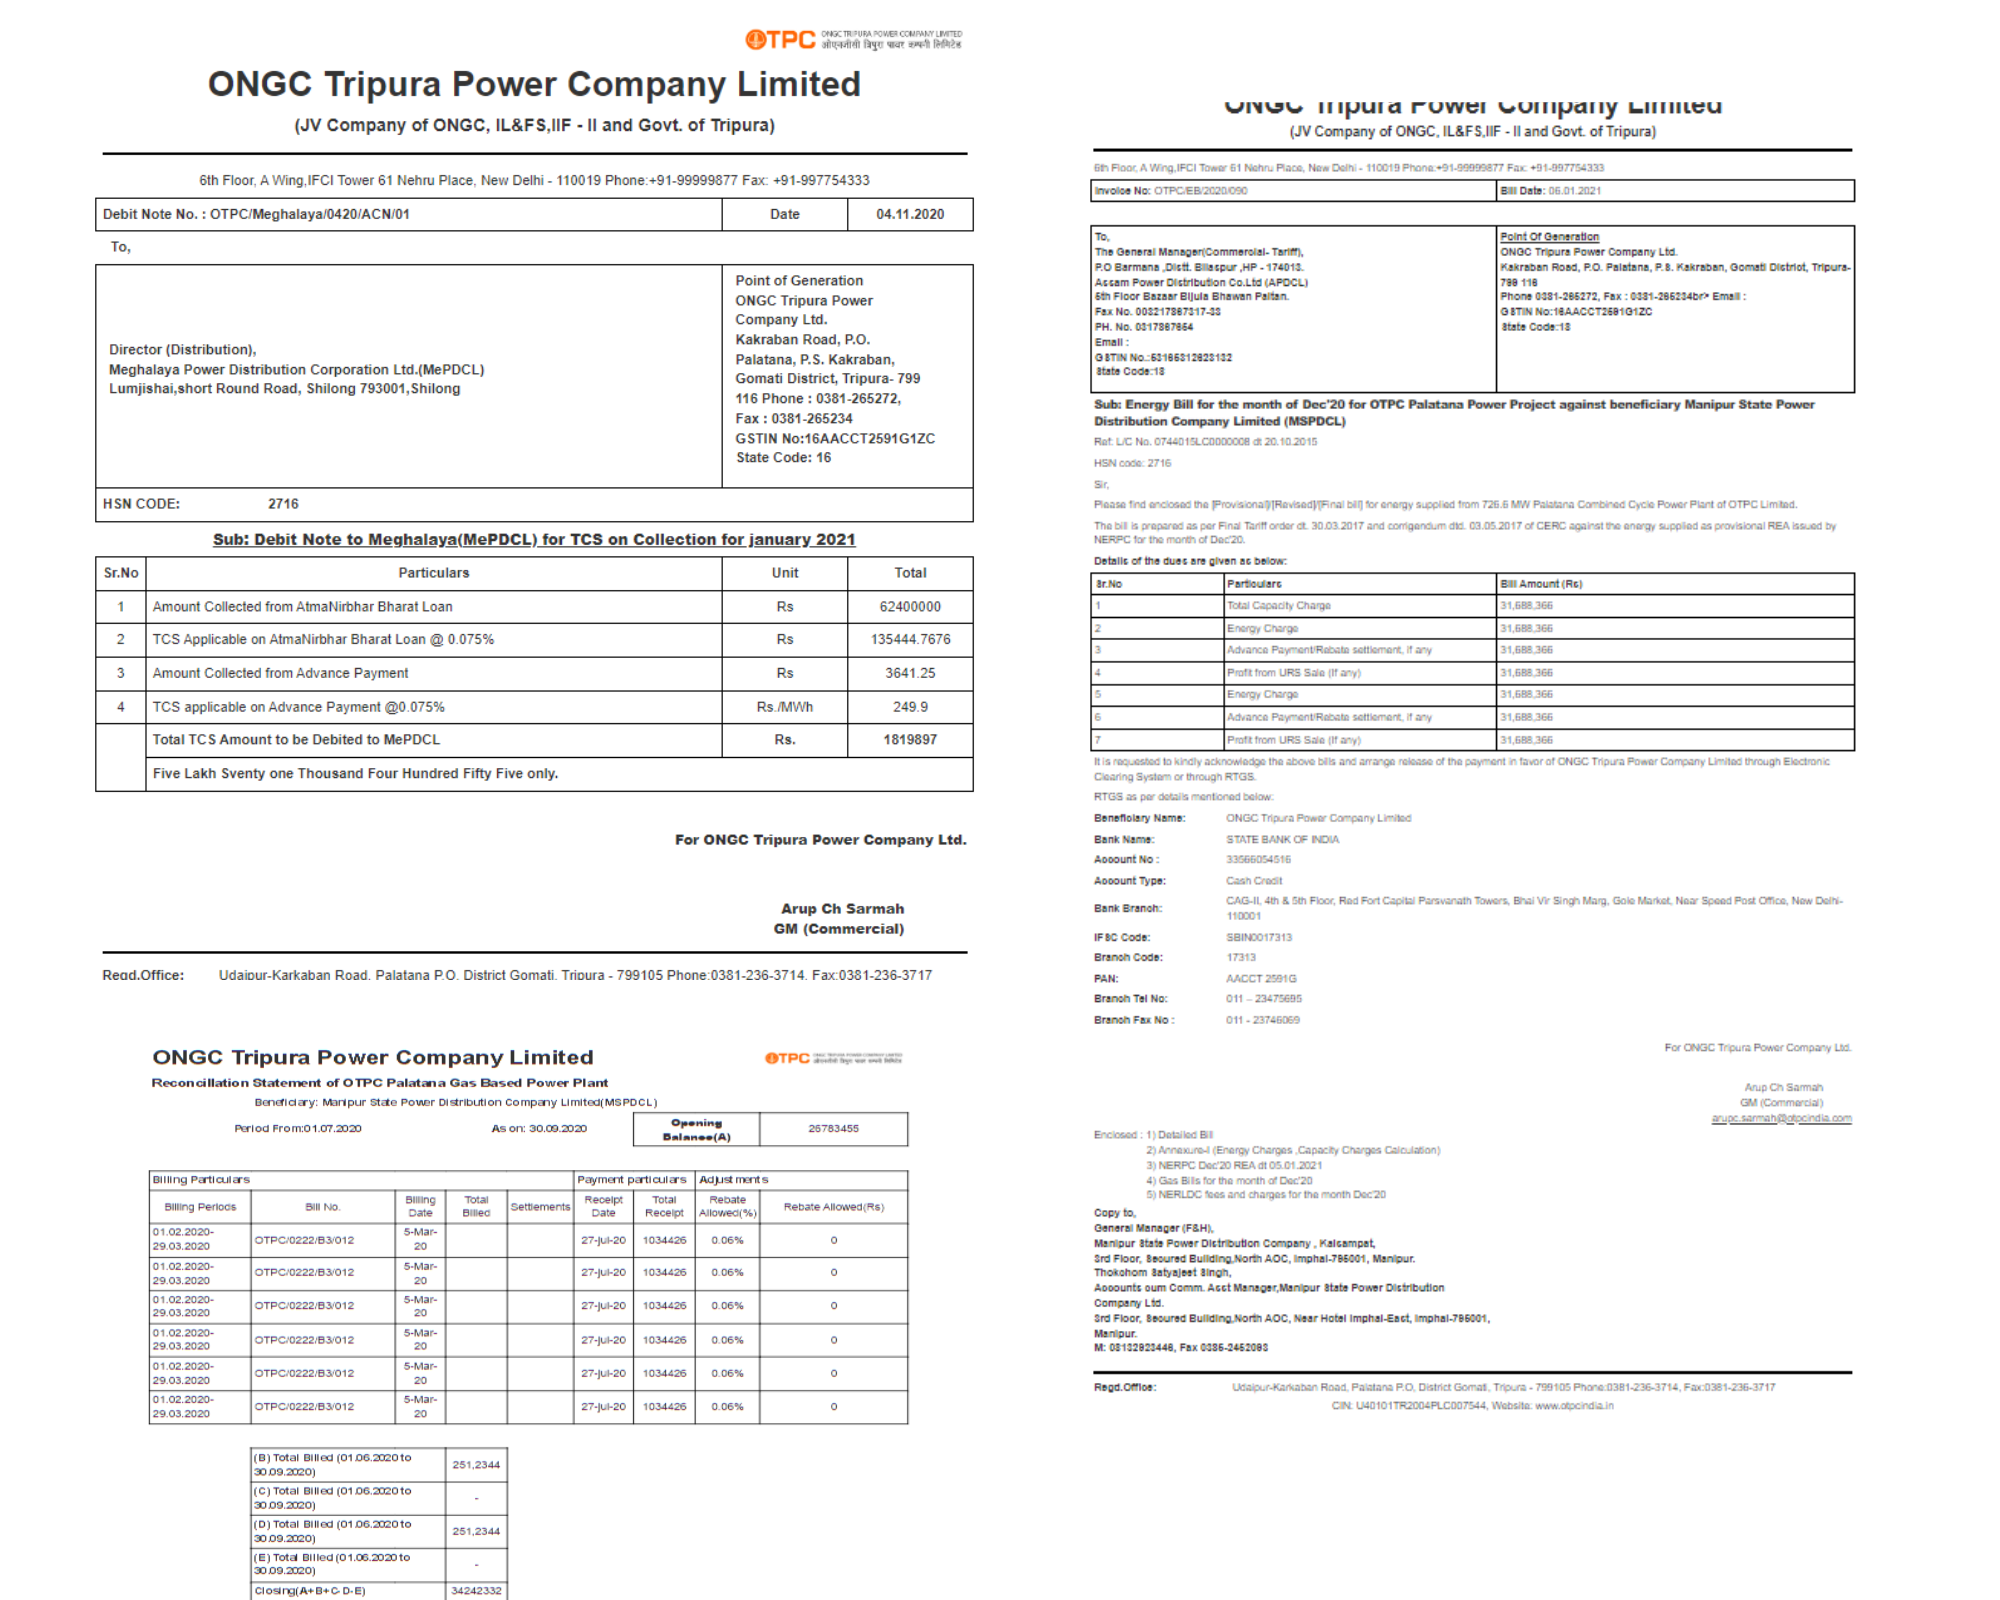 OTPC ONGC TRIPURA POWER COMPANY LIMITED
ओएनजीसी त्रिपुरा पावर कम्पनी लिमिटेड
ONGC Tripura Power Company Limited
(JV Company of ONGC, IL&FS,IIF - II and Govt. of Tripura)
6th Floor, A Wing,IFCI Tower 61 Nehru Place, New Delhi - 110019 Phone:+91-99999877 Fax: +91-997754333
Debit Note No. : OTPC/Meghalaya/0420/ACN/01 Date 04.11.2020
To,
Director (Distribution),
Meghalaya Power Distribution Corporation Ltd.(MePDCL)
Lumjishai,short Round Road, Shilong 793001,Shilong
Point of Generation
ONGC Tripura Power
Company Ltd.
Kakraban Road, P.O.
Palatana, P.S. Kakraban,
Gomati District, Tripura- 799
116 Phone : 0381-265272,
Fax : 0381-265234
GSTIN No:16AACCT2591G1ZC
State Code: 16
HSN CODE: 2716
Sub: Debit Note to Meghalaya(MePDCL) for TCS on Collection for january 2021
Sr.No Particulars Unit Total
1 Amount Collected from AtmaNirbhar Bharat Loan Rs 62400000
2 TCS Applicable on AtmaNirbhar Bharat Loan @ 0.075% Rs 135444.7676
3 Amount Collected from Advance Payment Rs 3641.25
4 TCS applicable on Advance Payment @0.075% Rs./MWh 249.9
Total TCS Amount to be Debited to MePDCL Rs. 1819897
Five Lakh Sventy one Thousand Four Hundred Fifty Five only.
For ONGC Tripura Power Company Ltd.
Arup Ch Sarmah
GM (Commercial)
Regd.Office: Udaipur-Karkaban Road, Palatana P.O, District Gomati, Tripura - 799105 Phone:0381-236-3714, Fax:0381-236-3717
ONGC Tripura Power Company Limited
OTPC
Reconcillation Statement of OTPC Palatana Gas Based Power Plant
Beneficiary: Manipur State Power Distribution Company Limited(MSPDCL)
Period From:01.07.2020 As on: 30.09.2020 Opening Balance(A) 26783455
Billing Particulars Payment particulars Adjustments
Billing Periods Bill No. Billing Date Total Billed Settlements Receipt Date Total Receipt Rebate Allowed(%) Rebate Allowed(Rs)
01.02.2020-29.03.2020 OTPC/0222/B3/012 5-Mar-20 27-jul-20 1034426 0.06% 0
01.02.2020-29.03.2020 OTPC/0222/B3/012 5-Mar-20 27-jul-20 1034426 0.06% 0
01.02.2020-29.03.2020 OTPC/0222/B3/012 5-Mar-20 27-jul-20 1034426 0.06% 0
01.02.2020-29.03.2020 OTPC/0222/B3/012 5-Mar-20 27-jul-20 1034426 0.06% 0
01.02.2020-29.03.2020 OTPC/0222/B3/012 5-Mar-20 27-jul-20 1034426 0.06% 0
01.02.2020-29.03.2020 OTPC/0222/B3/012 5-Mar-20 27-jul-20 1034426 0.06% 0
(B) Total Billed (01.06.2020 to 30.09.2020) 251,2344
(C) Total Billed (01.06.2020 to 30.09.2020) -
(D) Total Billed (01.06.2020 to 30.09.2020) 251,2344
(E) Total Billed (01.06.2020 to 30.09.2020) -
Closing(A+B+C-D-E) 34242332
ONGC Tripura Power Company Limited
(JV Company of ONGC, IL&FS,IIF - II and Govt. of Tripura)
6th Floor, A Wing,IFCI Tower 61 Nehru Place, New Delhi - 110019 Phone:+91-99999877 Fax: +91-997754333
Invoice No: OTPC/EB/2020/090 Bill Date: 06.01.2021
To,
The General Manager(Commercial- Tariff),
P.O Barmana ,Distt. Bilaspur ,HP - 174013.
Assam Power Distribution Co.Ltd (APDCL)
5th Floor Bazaar Bijula Bhawan Paltan.
Fax No. 003217867317-33
PH. No. 0317867654
Email :
GSTIN No.:53165312623132
State Code:18
Point Of Generation
ONGC Tripura Power Company Ltd.
Kakraban Road, P.O. Palatana, P.S. Kakraban, Gomati District, Tripura-
799 116
Phone 0381-265272, Fax : 0381-265234br> Email :
GSTIN No:16AACCT2591G1ZC
State Code:18
Sub: Energy Bill for the month of Dec'20 for OTPC Palatana Power Project against beneficiary Manipur State Power
Distribution Company Limited (MSPDCL)
Ref: L/C No. 0744015LC0000008 dt 20.10.2015
HSN code: 2716
Sir,
Please find enclosed the [Provisional]/[Revised]/[Final bill] for energy supplied from 726.6 MW Palatana Combined Cycle Power Plant of OTPC Limited.
The bill is prepared as per Final Tariff order dt. 30.03.2017 and corrigendum dtd. 03.05.2017 of CERC against the energy supplied as provisional REA issued by
NERPC for the month of Dec'20.
Details of the dues are given as below:
Sr.No Particulars Bill Amount (Rs)
1 Total Capacity Charge 31,688,366
2 Energy Charge 31,688,366
3 Advance Payment/Rebate settlement, if any 31,688,366
4 Profit from URS Sale (If any) 31,688,366
5 Energy Charge 31,688,366
6 Advance Payment/Rebate settlement, if any 31,688,366
7 Profit from URS Sale (If any) 31,688,366
It is requested to kindly acknowledge the above bills and arrange release of the payment in favor of ONGC Tripura Power Company Limited through Electronic
Clearing System or through RTGS.
RTGS as per details mentioned below:
Beneficiary Name: ONGC Tripura Power Company Limited
Bank Name: STATE BANK OF INDIA
Account No : 33566054516
Account Type: Cash Credit
Bank Branch: CAG-II, 4th & 5th Floor, Red Fort Capital Parsvanath Towers, Bhai Vir Singh Marg, Gole Market, Near Speed Post Office, New Delhi-
110001
IFSC Code: SBIN0017313
Branch Code: 17313
PAN: AACCT 2591G
Branch Tel No: 011 – 23475695
Branch Fax No : 011 - 23746069
For ONGC Tripura Power Company Ltd.
Arup Ch Sarmah
GM (Commercial)
arupc.sarmah@otpcindia.com
Enclosed : 1) Detailed Bill
2) Annexure-I (Energy Charges ,Capacity Charges Calculation)
3) NERPC Dec'20 REA dt 05.01.2021
4) Gas Bills for the month of Dec'20
5) NERLDC fees and charges for the month Dec'20
Copy to,
General Manager (F&H),
Manipur State Power Distribution Company , Kaisampat,
3rd Floor, Secured Building,North AOC, Imphal-795001, Manipur.
Thokchom Satyajeet Singh,
Accounts cum Comm. Asst Manager,Manipur State Power Distribution
Company Ltd.
3rd Floor, Secured Building,North AOC, Near Hotel Imphal-East, Imphal-795001,
Manipur.
M: 08132923446, Fax 0385-2452093
Regd.Office: Udaipur-Karkaban Road, Palatana P.O, District Gomati, Tripura - 799105 Phone:0381-236-3714, Fax:0381-236-3717
CIN: U40101TR2004PLC007544, Website: www.otpcindia.in